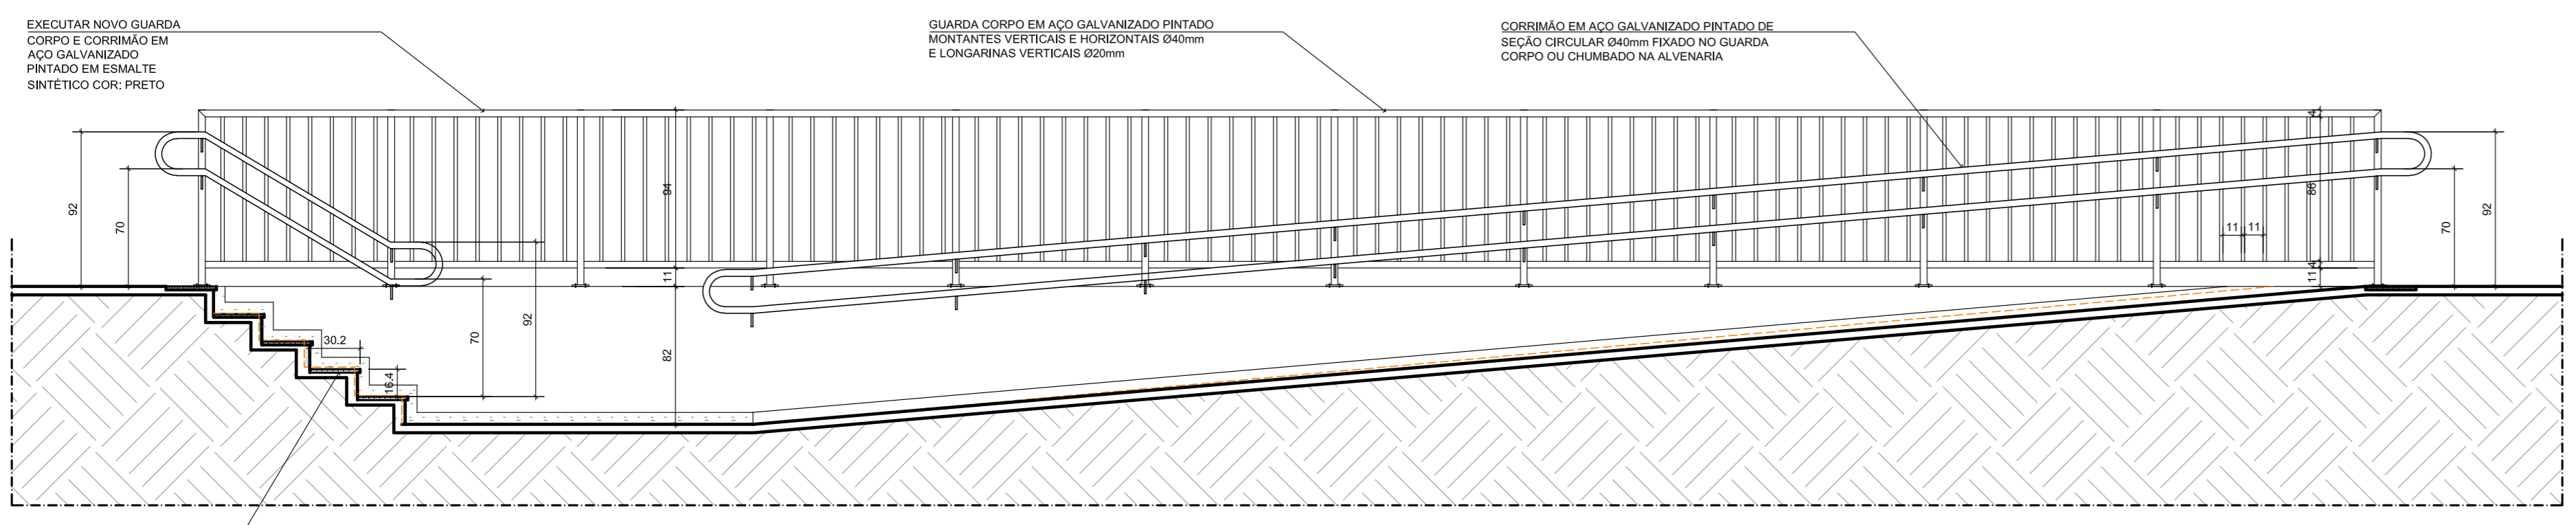 EXECUTAR NOVO GUARDA
CORPO E CORRIMÃO EM
AÇO GALVANIZADO
PINTADO EM ESMALTE
SINTÉTICO COR: PRETO
GUARDA CORPO EM AÇO GALVANIZADO PINTADO
MONTANTES VERTICAIS E HORIZONTAIS Ø40mm
E LONGARINAS VERTICAIS Ø20mm
CORRIMÃO EM AÇO GALVANIZADO PINTADO DE
SEÇÃO CIRCULAR Ø40mm FIXADO NO GUARDA
CORPO OU CHUMBADO NA ALVENARIA
92
70
30.2
16.4
70
92
94
11
82
4
86
11
11
4
11
70
92